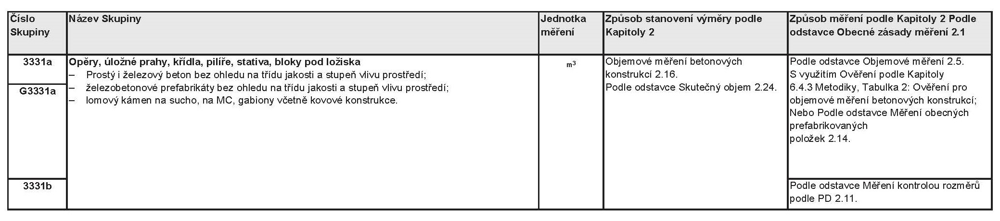 Číslo
Skupiny
Název Skupiny
Jednotka
měření
Způsob stanovení výměry podle
Kapitoly 2
Způsob měření podle Kapitoly 2 Podle
odstavce Obecné zásady měření 2.1
3331a
G3331a
3331b
Opěry, úložné prahy, křídla, pilíře, stativa, bloky pod ložiska
– Prostý i železový beton bez ohledu na třídu jakosti a stupeň vlivu prostředí;
– železobetonové prefabrikáty bez ohledu na třídu jakosti a stupeň vlivu prostředí;
– lomový kámen na sucho, na MC, gabiony včetně kovové konstrukce.
m³
Objemové měření betonových
konstrukcí 2.16.
Podle odstavce Skutečný objem 2.24.
Podle odstavce Objemové měření 2.5.
S využitím Ověření podle Kapitoly
6.4.3 Metodiky, Tabulka 2: Ověření pro
objemové měření betonových konstrukcí;
Nebo Podle odstavce Měření obecných
prefabrikovaných
položek 2.14.
Podle odstavce Měření kontrolou rozměrů
podle PD 2.11.